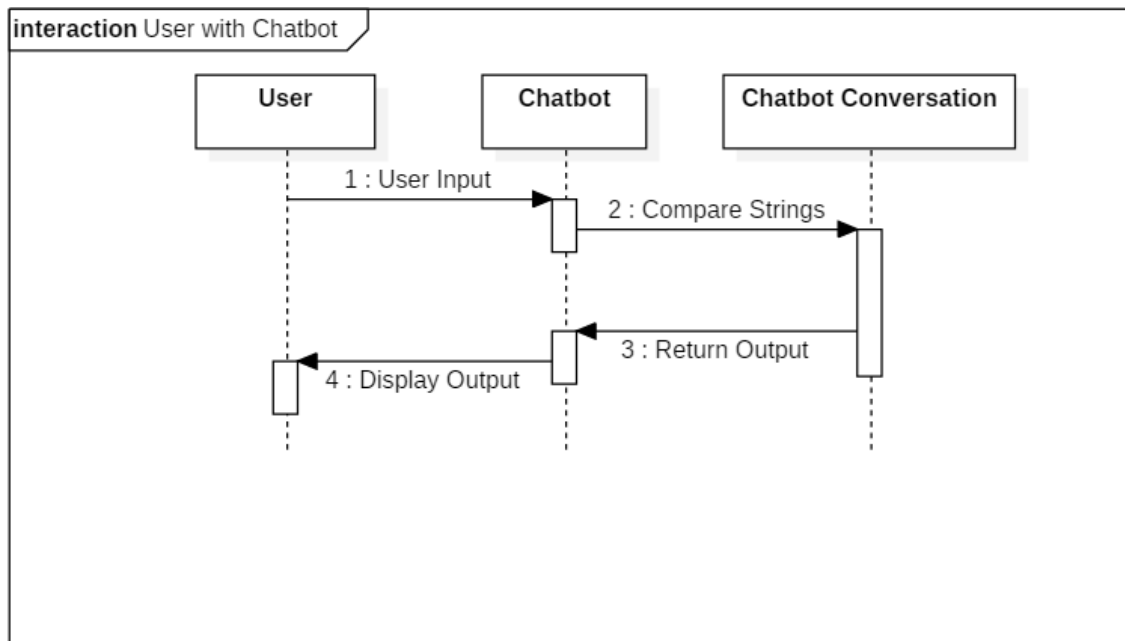 interaction User with Chatbot
User
Chatbot
Chatbot Conversation
1 : User Input
2 : Compare Strings
3 : Return Output
4 : Display Output